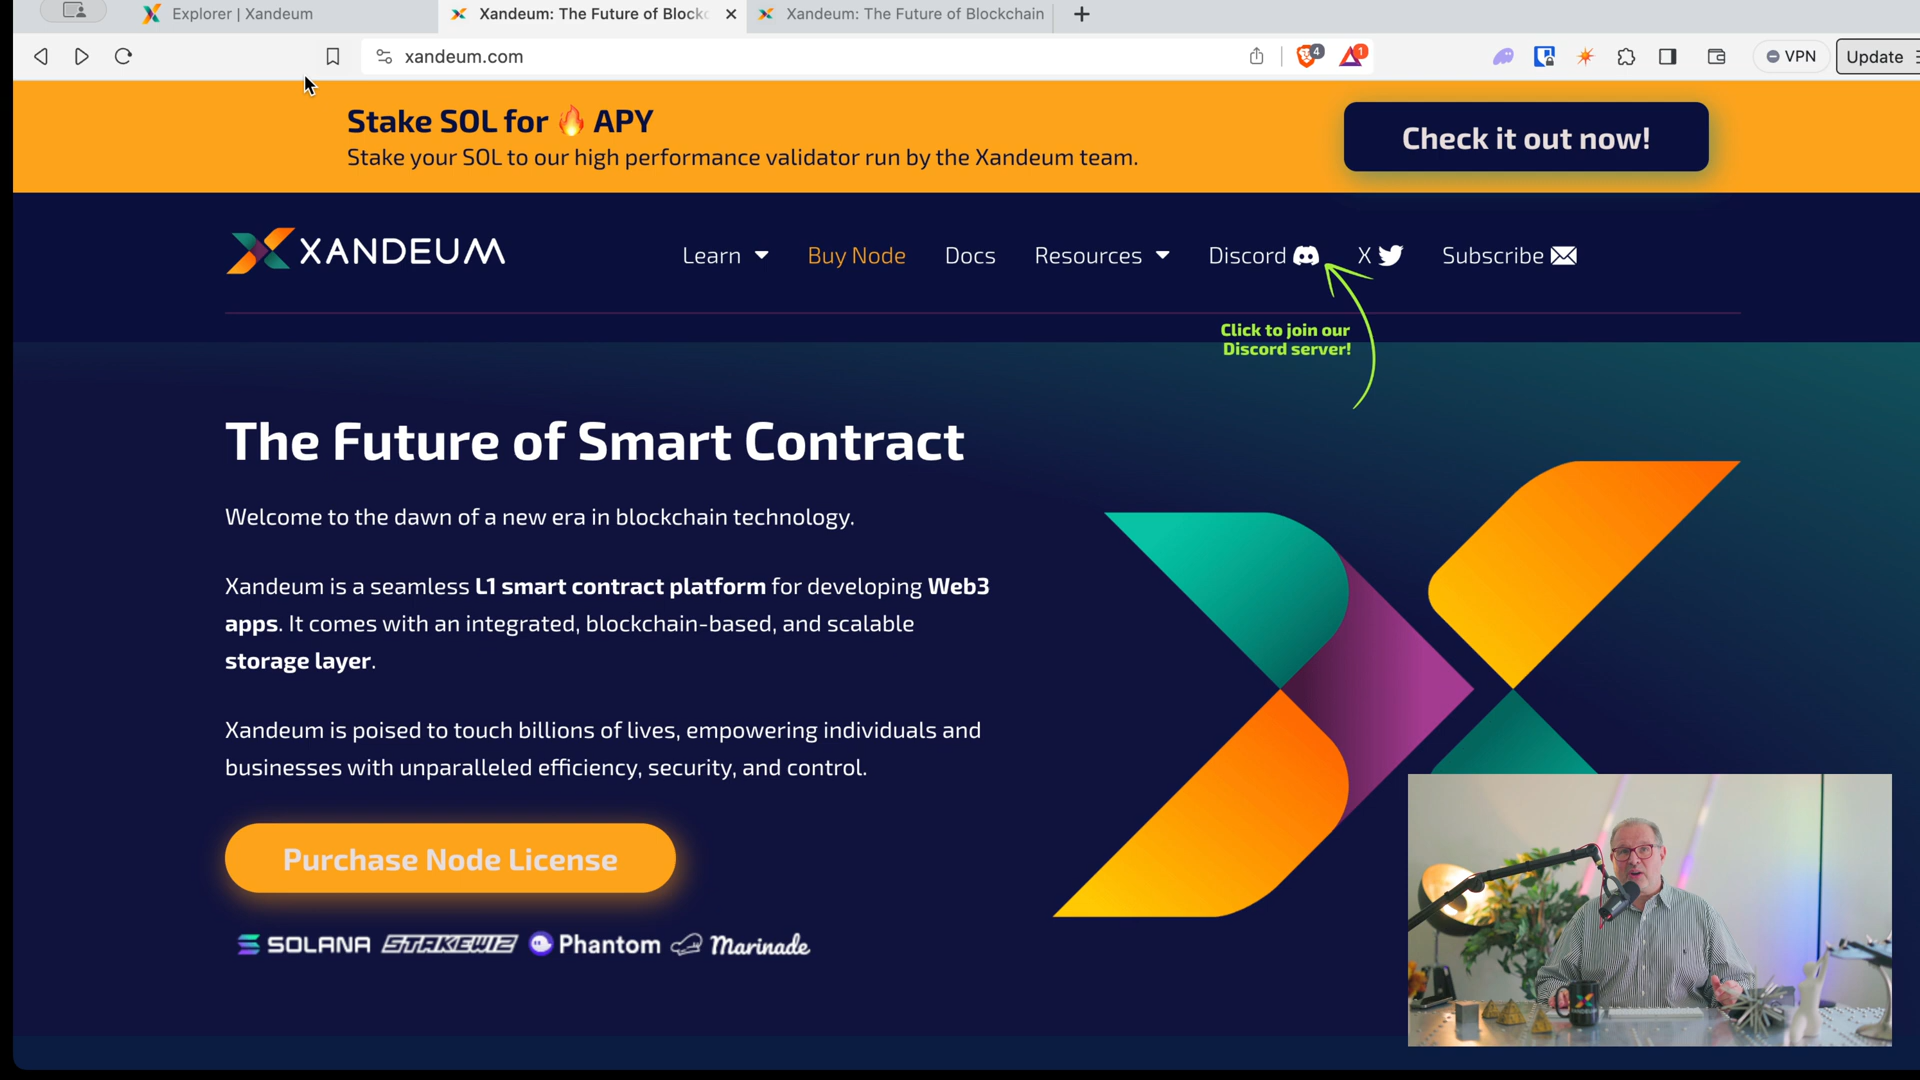 Explorer | Xandeum
Xandeum: The Future of Blockc
Xandeum: The Future of Blockchain
xandeum.com
4
1
VPN
Update
Stake SOL for 🔥 APY
Stake your SOL to our high performance validator run by the Xandeum team.
Check it out now!
XANDEUM
Learn
Buy Node
Docs
Resources
Discord
X
Subscribe
Click to join our
Discord server!
The Future of Smart Contract
Welcome to the dawn of a new era in blockchain technology.
Xandeum is a seamless L1 smart contract platform for developing Web3
apps. It comes with an integrated, blockchain-based, and scalable
storage layer.
Xandeum is poised to touch billions of lives, empowering individuals and
businesses with unparalleled efficiency, security, and control.
Purchase Node License
SOLANA STAKEWIZ Phantom Marinade
XANDEUM